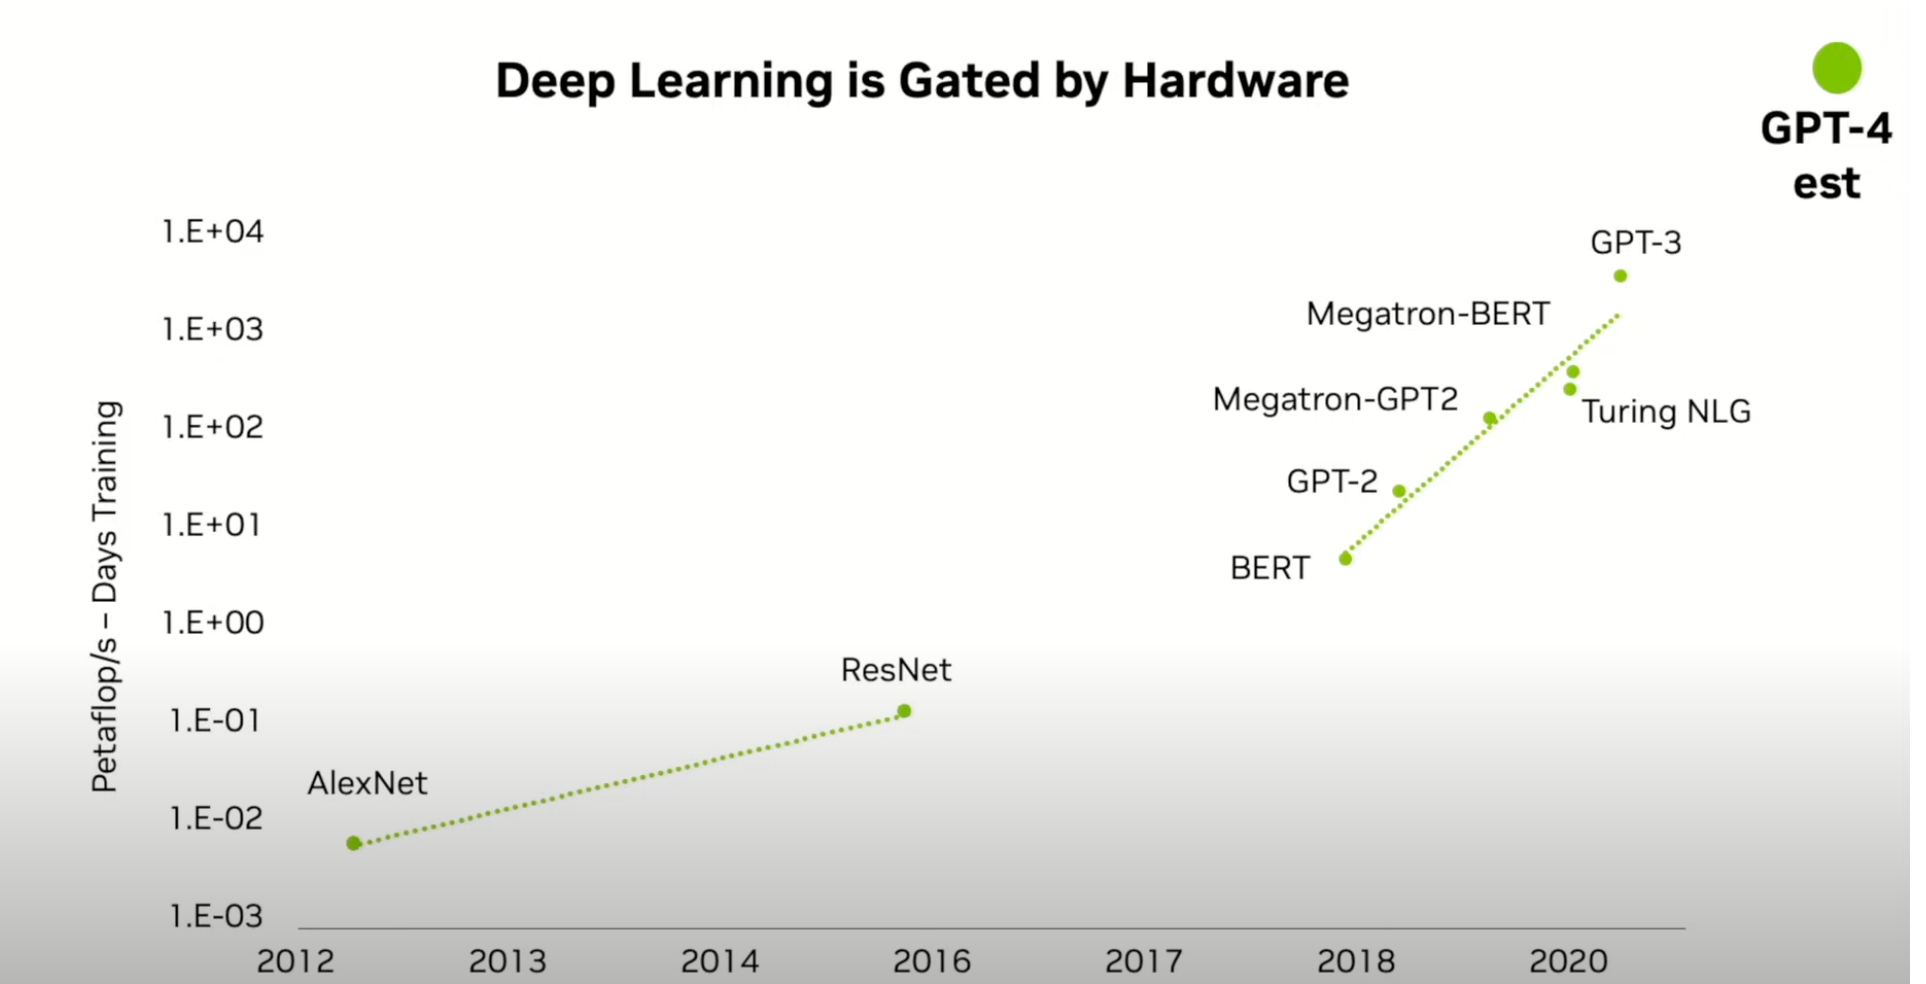 Deep Learning is Gated by Hardware
GPT-4
est
Petaflop/s – Days Training
1.E+04
1.E+03
1.E+02
1.E+01
1.E+00
1.E-01
1.E-02
1.E-03
GPT-3
Megatron-BERT
Megatron-GPT2
Turing NLG
GPT-2
BERT
ResNet
AlexNet
2012 2013 2014 2016 2017 2018 2020